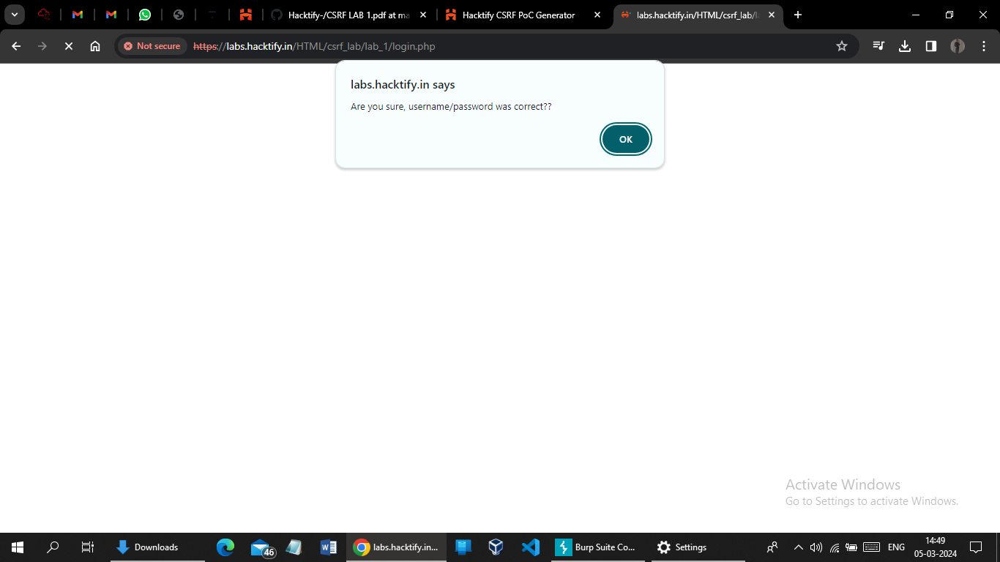 Hacktify-/CSRF LAB 1.pdf at ma
Hacktify CSRF PoC Generator
labs.hacktify.in/HTML/csrf_lab/l
Not secure
https://labs.hacktify.in/HTML/csrf_lab/lab_1/login.php
labs.hacktify.in says
Are you sure, username/password was correct??
OK
Activate Windows
Go to Settings to activate Windows.
Downloads
46
labs.hacktify.in...
Burp Suite Co...
Settings
ENG
14:49
05-03-2024